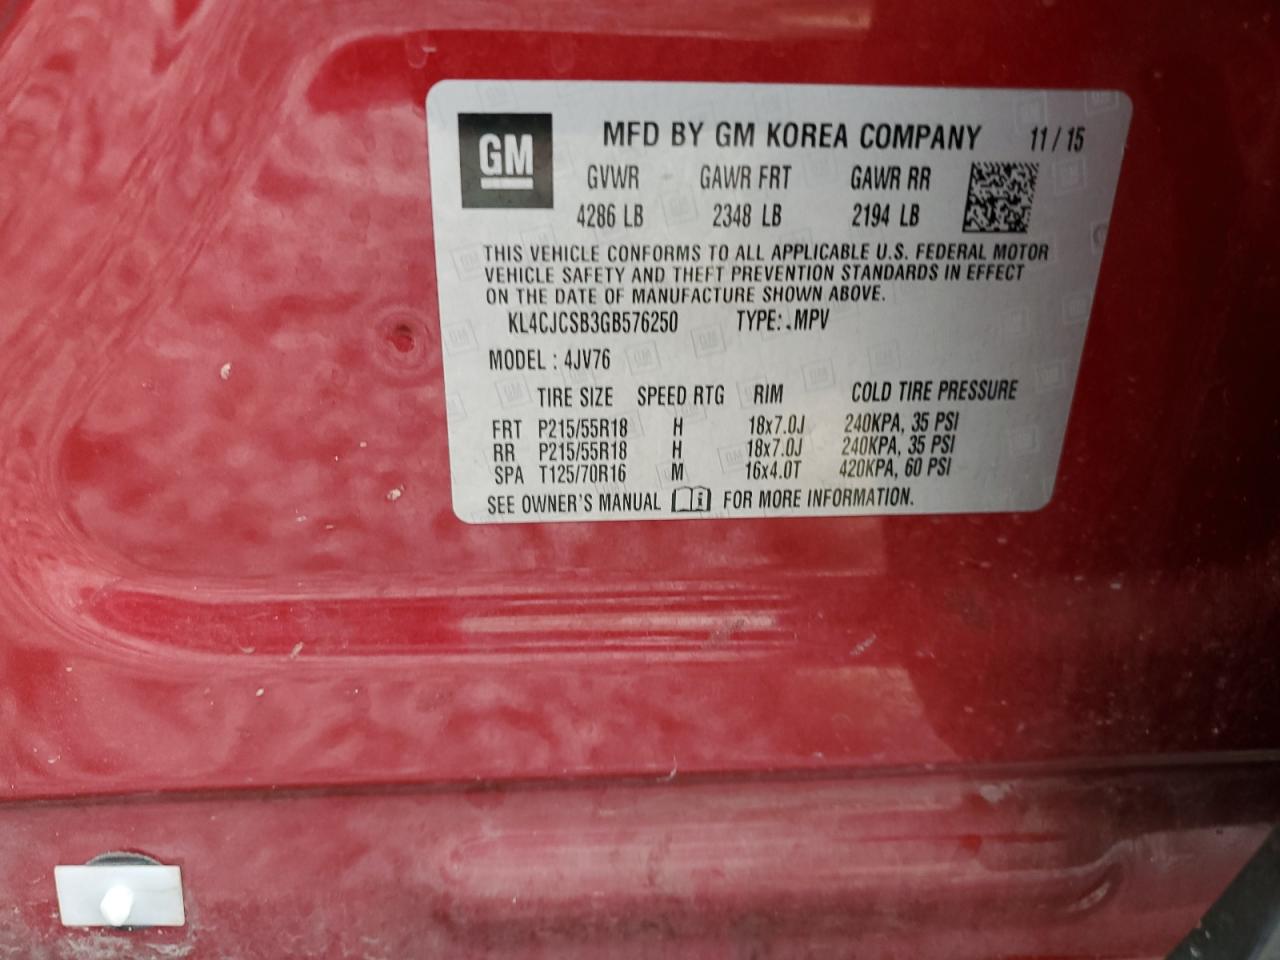 GM
MFD BY GM KOREA COMPANY 11/15
GVWR GAWR FRT GAWR RR
4286 LB 2348 LB 2194 LB
THIS VEHICLE CONFORMS TO ALL APPLICABLE U.S. FEDERAL MOTOR
VEHICLE SAFETY AND THEFT PREVENTION STANDARDS IN EFFECT
ON THE DATE OF MANUFACTURE SHOWN ABOVE.
KL4CJCSB3GB576250 TYPE: MPV
MODEL : 4JV76
TIRE SIZE SPEED RTG RIM COLD TIRE PRESSURE
FRT P215/55R18 H 18x7.0J 240KPA, 35 PSI
RR P215/55R18 H 18x7.0J 240KPA, 35 PSI
SPA T125/70R16 M 16x4.0T 420KPA, 60 PSI
SEE OWNER'S MANUAL i FOR MORE INFORMATION.